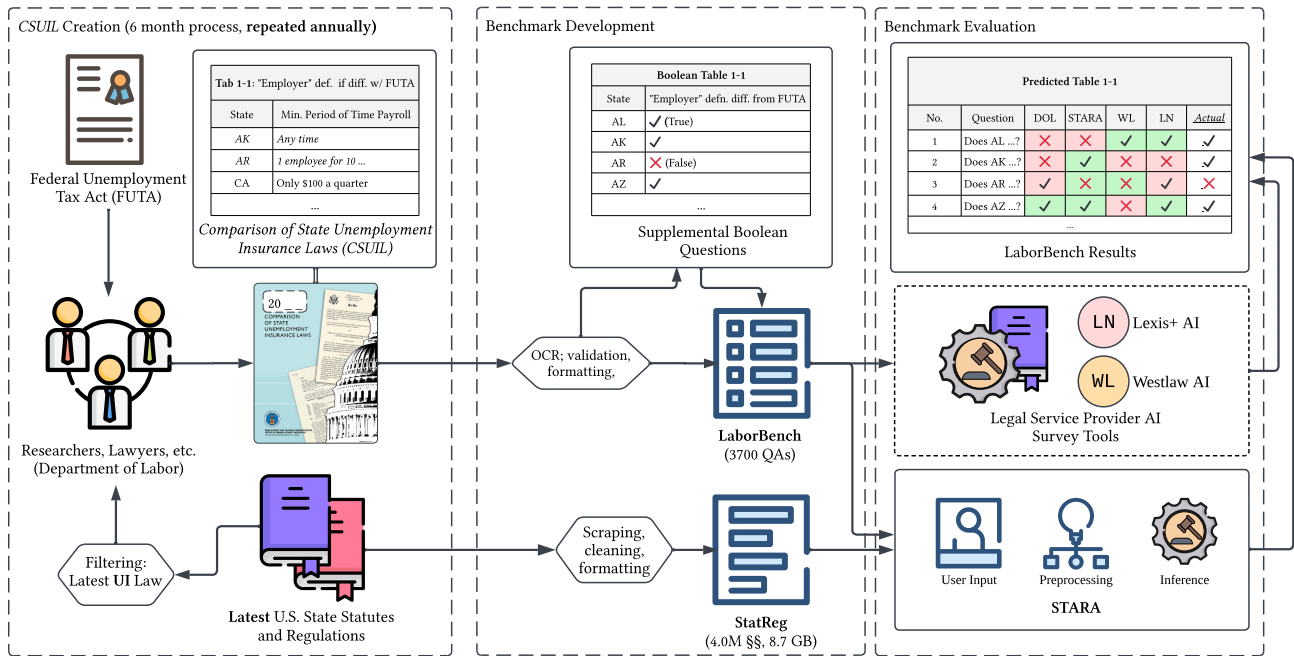 CSUIL Creation (6 month process, repeated annually)
Federal Unemployment
Tax Act (FUTA)
Tab 1-1: "Employer" def. if diff. w/ FUTA
State Min. Period of Time Payroll
AK Any time
AR 1 employee for 10 ...
CA Only $100 a quarter
...
Comparison of State Unemployment
Insurance Laws (CSUIL)
20
COMPARISON
OF STATE
UNEMPLOYMENT
INSURANCE LAWS
Researchers, Lawyers, etc.
(Department of Labor)
Filtering:
Latest UI Law
Latest U.S. State Statutes
and Regulations
Benchmark Development
Boolean Table 1-1
State "Employer" defn. diff. from FUTA
AL ✓ (True)
AK ✓
AR ✗ (False)
AZ ✓
...
Supplemental Boolean
Questions
OCR; validation,
formatting,
LaborBench
(3700 QAs)
Scraping,
cleaning,
formatting
StatReg
(4.0M §§, 8.7 GB)
Benchmark Evaluation
Predicted Table 1-1
No. Question DOL STARA WL LN Actual
1 Does AL ...? ✗ ✗ ✓ ✓ ✓
2 Does AK ...? ✗ ✓ ✗ ✗ ✓
3 Does AR ...? ✓ ✗ ✗ ✓ ✗
4 Does AZ ...? ✓ ✓ ✗ ✓ ✓
...
LaborBench Results
LN Lexis+ AI
WL Westlaw AI
Legal Service Provider AI
Survey Tools
User Input Preprocessing Inference
STARA